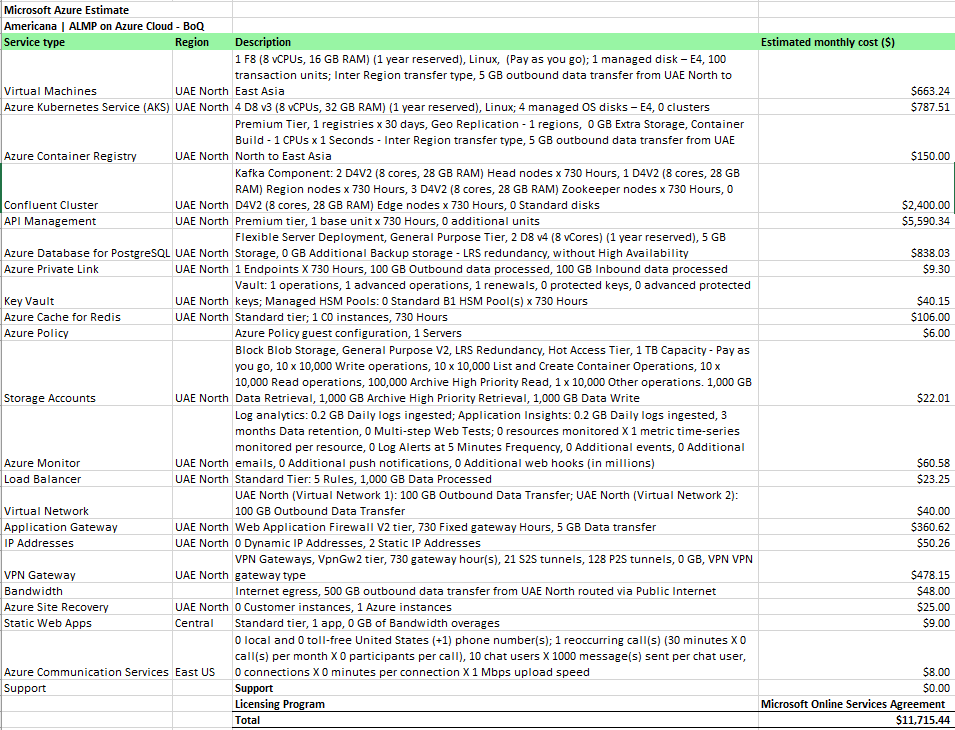 Microsoft Azure Estimate
Americana | ALMP on Azure Cloud - BoQ
Service type Region Description Estimated monthly cost ($)
1 F8 (8 vCPUs, 16 GB RAM) (1 year reserved), Linux, (Pay as you go); 1 managed disk – E4, 100
transaction units; Inter Region transfer type, 5 GB outbound data transfer from UAE North to
Virtual Machines UAE North East Asia $663.24
Azure Kubernetes Service (AKS) UAE North 4 D8 v3 (8 vCPUs, 32 GB RAM) (1 year reserved), Linux; 4 managed OS disks – E4, 0 clusters $787.51
Premium Tier, 1 registries x 30 days, Geo Replication - 1 regions, 0 GB Extra Storage, Container
Build - 1 CPUs x 1 Seconds - Inter Region transfer type, 5 GB outbound data transfer from UAE
Azure Container Registry UAE North North to East Asia $150.00
Kafka Component: 2 D4V2 (8 cores, 28 GB RAM) Head nodes x 730 Hours, 1 D4V2 (8 cores, 28 GB
RAM) Region nodes x 730 Hours, 3 D4V2 (8 cores, 28 GB RAM) Zookeeper nodes x 730 Hours, 0
Confluent Cluster UAE North D4V2 (8 cores, 28 GB RAM) Edge nodes x 730 Hours, 0 Standard disks $2,400.00
API Management UAE North Premium tier, 1 base unit x 730 Hours, 0 additional units $5,590.34
Flexible Server Deployment, General Purpose Tier, 2 D8 v4 (8 vCores) (1 year reserved), 5 GB
Azure Database for PostgreSQL UAE North Storage, 0 GB Additional Backup storage - LRS redundancy, without High Availability $838.03
Azure Private Link UAE North 1 Endpoints X 730 Hours, 100 GB Outbound data processed, 100 GB Inbound data processed $9.30
Vault: 1 operations, 1 advanced operations, 1 renewals, 0 protected keys, 0 advanced protected
Key Vault UAE North keys; Managed HSM Pools: 0 Standard B1 HSM Pool(s) x 730 Hours $40.15
Azure Cache for Redis UAE North Standard tier; 1 C0 instances, 730 Hours $106.00
Azure Policy Azure Policy guest configuration, 1 Servers $6.00
Block Blob Storage, General Purpose V2, LRS Redundancy, Hot Access Tier, 1 TB Capacity - Pay as
you go, 10 x 10,000 Write operations, 10 x 10,000 List and Create Container Operations, 10 x
10,000 Read operations, 100,000 Archive High Priority Read, 1 x 10,000 Other operations. 1,000 GB
Storage Accounts UAE North Data Retrieval, 1,000 GB Archive High Priority Retrieval, 1,000 GB Data Write $22.01
Log analytics: 0.2 GB Daily logs ingested; Application Insights: 0.2 GB Daily logs ingested, 3
months Data retention, 0 Multi-step Web Tests; 0 resources monitored X 1 metric time-series
monitored per resource, 0 Log Alerts at 5 Minutes Frequency, 0 Additional events, 0 Additional
Azure Monitor UAE North emails, 0 Additional push notifications, 0 Additional web hooks (in millions) $60.58
Load Balancer UAE North Standard Tier: 5 Rules, 1,000 GB Data Processed $23.25
UAE North (Virtual Network 1): 100 GB Outbound Data Transfer; UAE North (Virtual Network 2):
Virtual Network 100 GB Outbound Data Transfer $40.00
Application Gateway UAE North Web Application Firewall V2 tier, 730 Fixed gateway Hours, 5 GB Data transfer $360.62
IP Addresses UAE North 0 Dynamic IP Addresses, 2 Static IP Addresses $50.26
VPN Gateways, VpnGw2 tier, 730 gateway hour(s), 21 S2S tunnels, 128 P2S tunnels, 0 GB, VPN VPN
VPN Gateway UAE North gateway type $478.15
Bandwidth Internet egress, 500 GB outbound data transfer from UAE North routed via Public Internet $48.00
Azure Site Recovery UAE North 0 Customer instances, 1 Azure instances $25.00
Static Web Apps Central Standard tier, 1 app, 0 GB of Bandwidth overages $9.00
0 local and 0 toll-free United States (+1) phone number(s); 1 reoccurring call(s) (30 minutes X 0
call(s) per month X 0 participants per call), 10 chat users X 1000 message(s) sent per chat user,
Azure Communication Services East US 0 connections X 0 minutes per connection X 1 Mbps upload speed $8.00
Support Support $0.00
Licensing Program Microsoft Online Services Agreement
Total $11,715.44